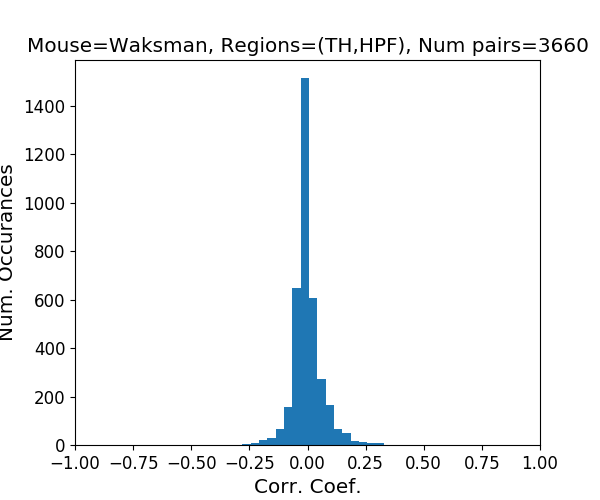 Mouse=Waksman, Regions=(TH,HPF), Num pairs=3660
Num. Occurances
1400
1200
1000
800
600
400
200
0
−1.00 −0.75 −0.50 −0.25 0.00 0.25 0.50 0.75 1.00
Corr. Coef.